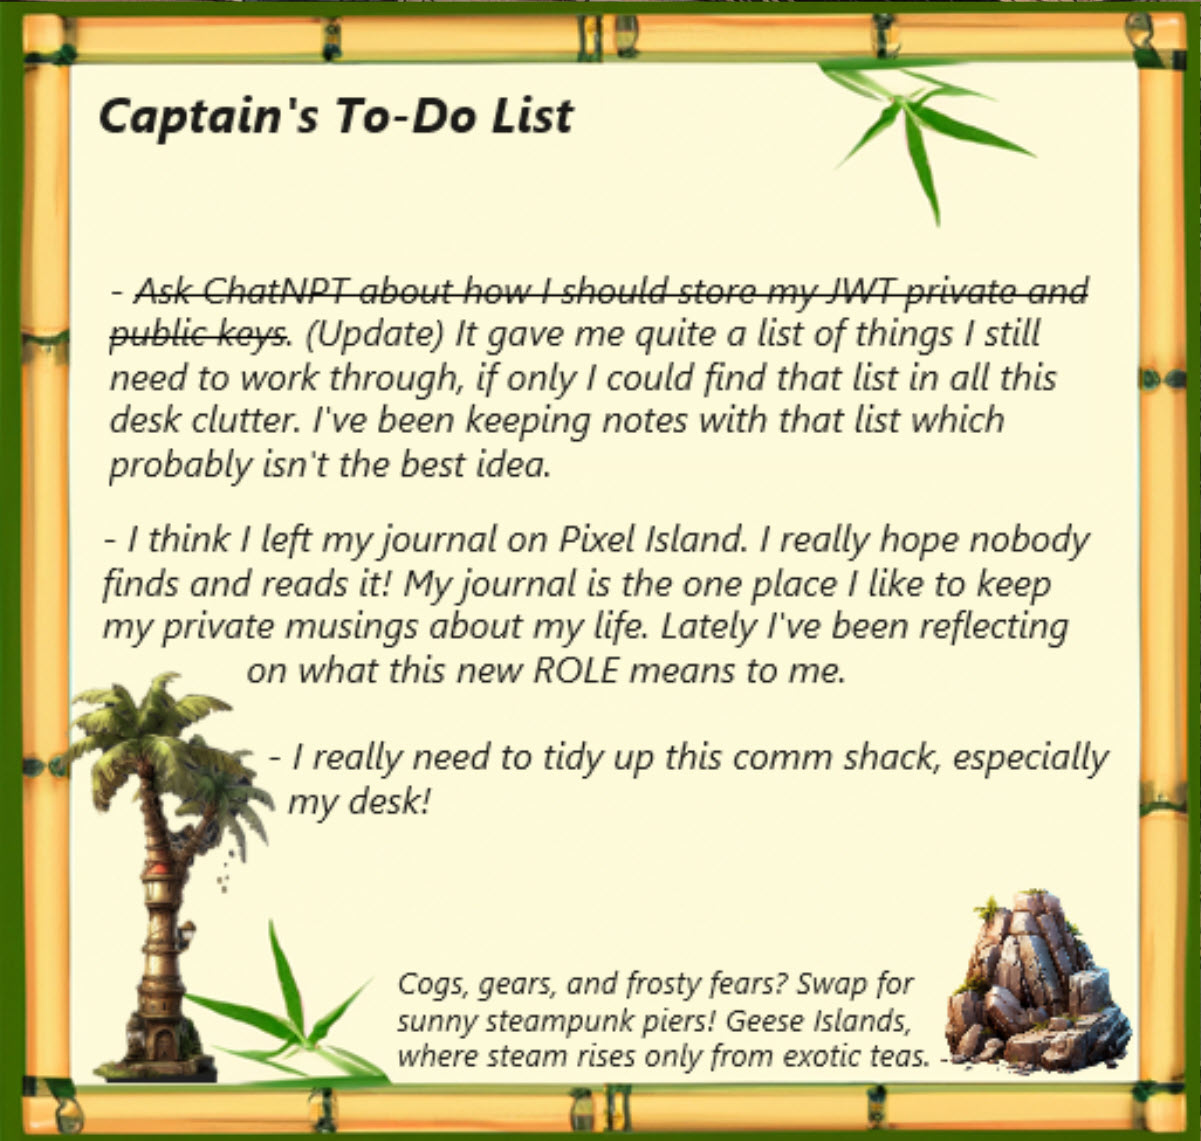 Captain's To-Do List
- Ask ChatNPT about how I should store my JWT private and
public keys. (Update) It gave me quite a list of things I still
need to work through, if only I could find that list in all this
desk clutter. I've been keeping notes with that list which
probably isn't the best idea.
- I think I left my journal on Pixel Island. I really hope nobody
finds and reads it! My journal is the one place I like to keep
my private musings about my life. Lately I've been reflecting
on what this new ROLE means to me.
- I really need to tidy up this comm shack, especially
my desk!
Cogs, gears, and frosty fears? Swap for
sunny steampunk piers! Geese Islands,
where steam rises only from exotic teas. -